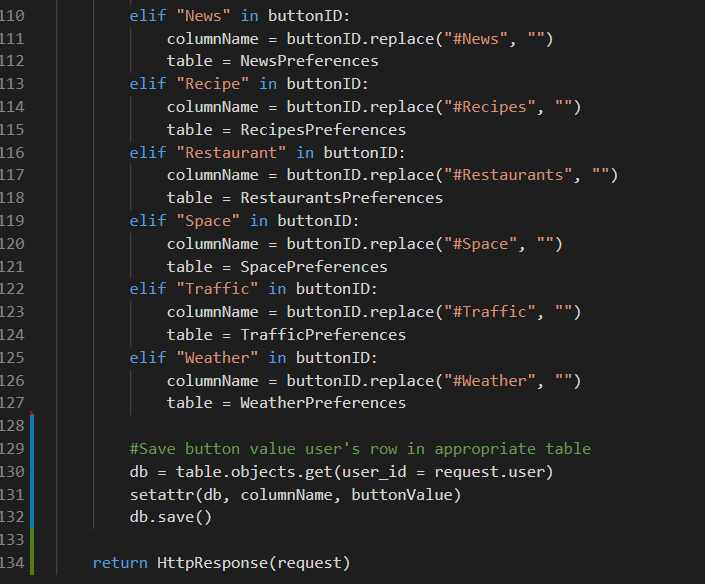 110 elif "News" in buttonID:
111 columnName = buttonID.replace("#News", "")
112 table = NewsPreferences
113 elif "Recipe" in buttonID:
114 columnName = buttonID.replace("#Recipes", "")
115 table = RecipesPreferences
116 elif "Restaurant" in buttonID:
117 columnName = buttonID.replace("#Restaurants", "")
118 table = RestaurantsPreferences
119 elif "Space" in buttonID:
120 columnName = buttonID.replace("#Space", "")
121 table = SpacePreferences
122 elif "Traffic" in buttonID:
123 columnName = buttonID.replace("#Traffic", "")
124 table = TrafficPreferences
125 elif "Weather" in buttonID:
126 columnName = buttonID.replace("#Weather", "")
127 table = WeatherPreferences
128
129 #Save button value user's row in appropriate table
130 db = table.objects.get(user_id = request.user)
131 setattr(db, columnName, buttonValue)
132 db.save()
133
134 return HttpResponse(request)